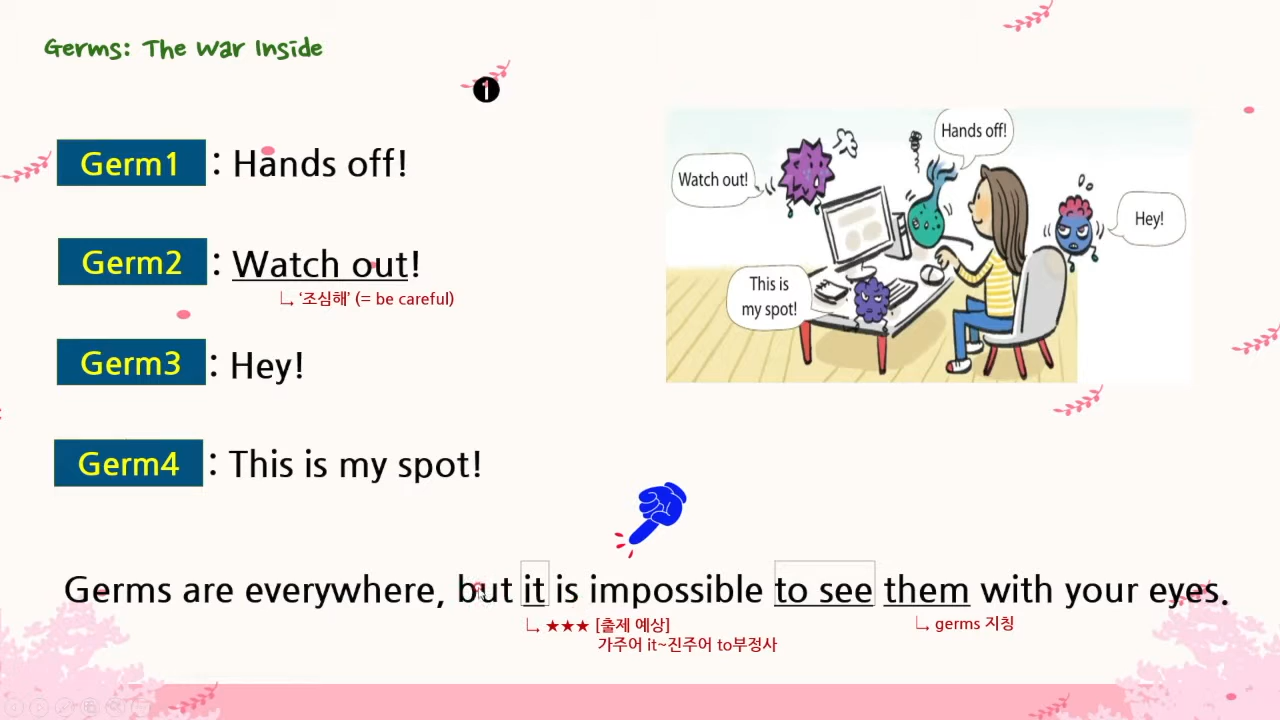 Germs: The War Inside
❶
Germ1 : Hands off!
Germ2 : Watch out!
↳ ‘조심해’ (= be careful)
Germ3 : Hey!
Germ4 : This is my spot!
Hands off!
Watch out!
Hey!
This is
my spot!
Germs are everywhere, but it is impossible to see them with your eyes.
↳ ★★★ [출제 예상]
가주어 it~진주어 to부정사
↳ germs 지칭